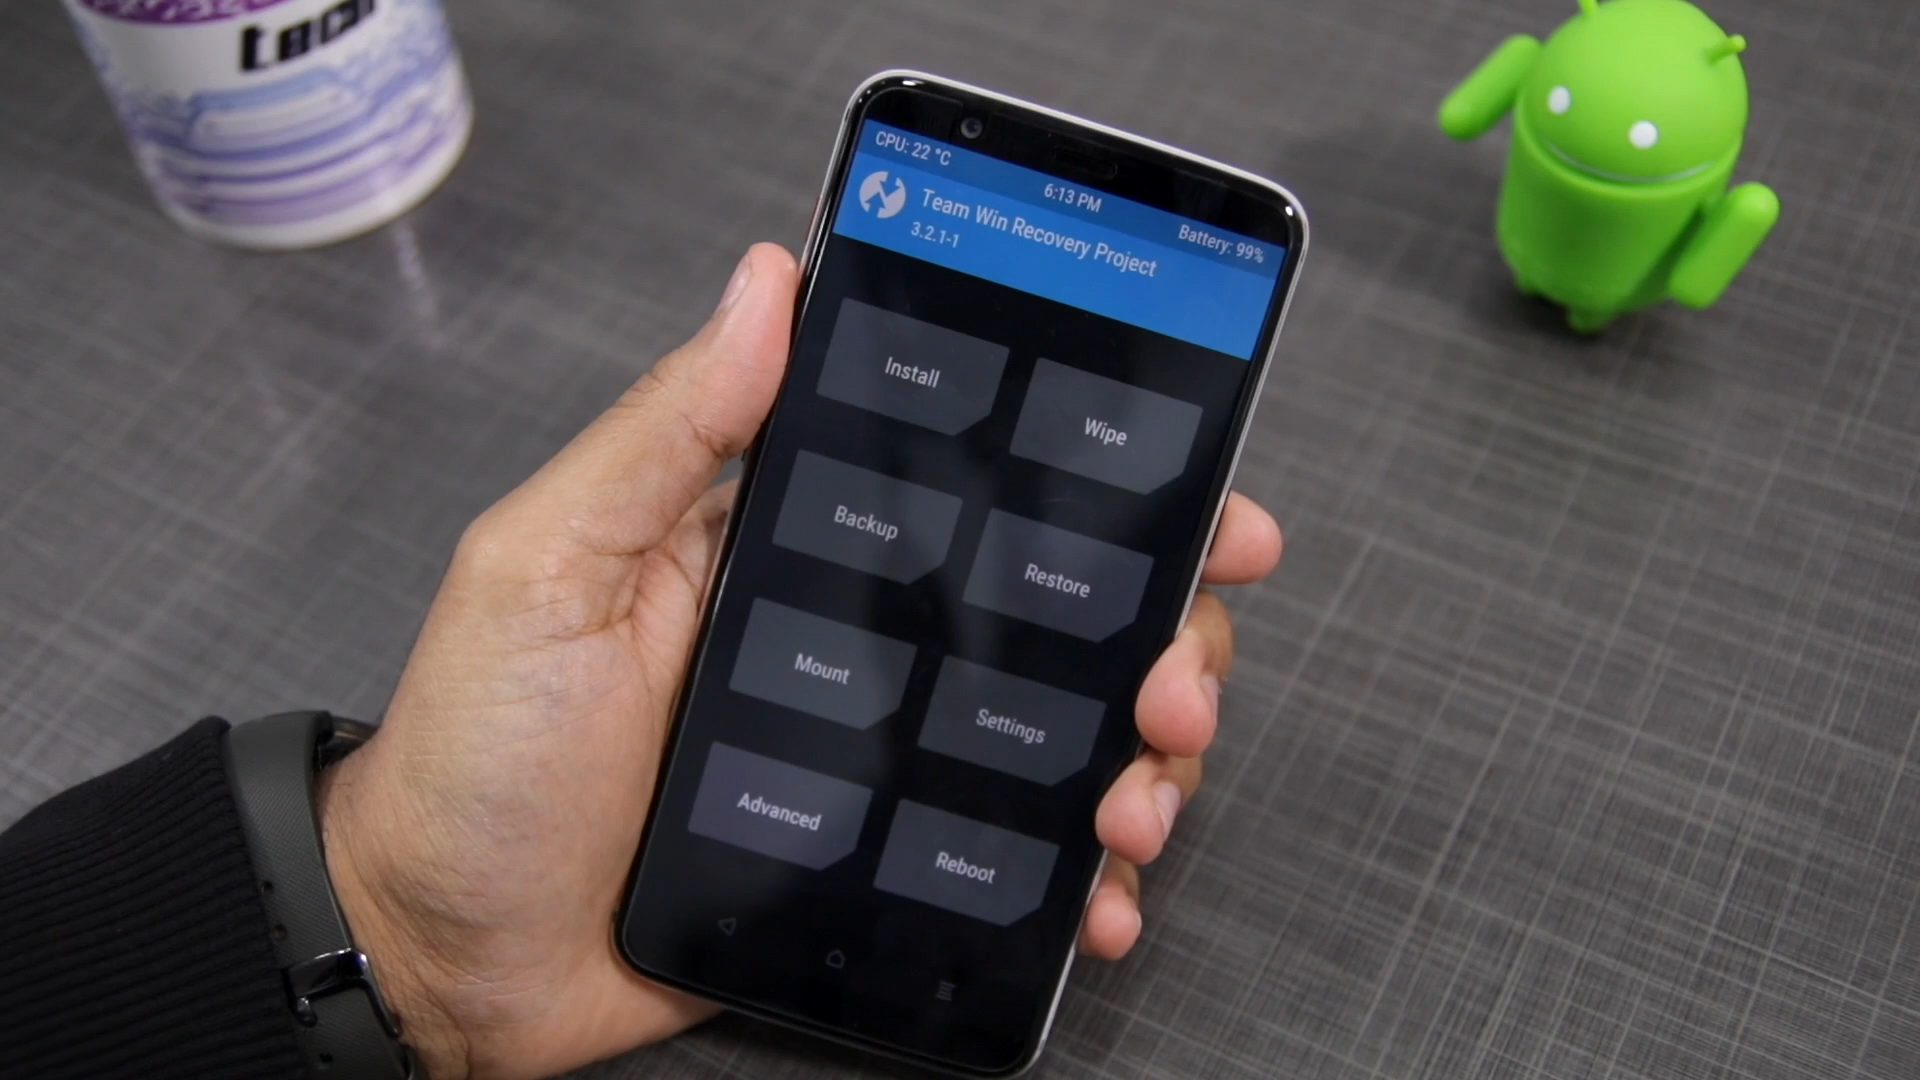 tech
CPU: 22 °C
6:13 PM
Battery: 99%
Team Win Recovery Project
3.2.1-1
Install
Wipe
Backup
Restore
Mount
Settings
Advanced
Reboot